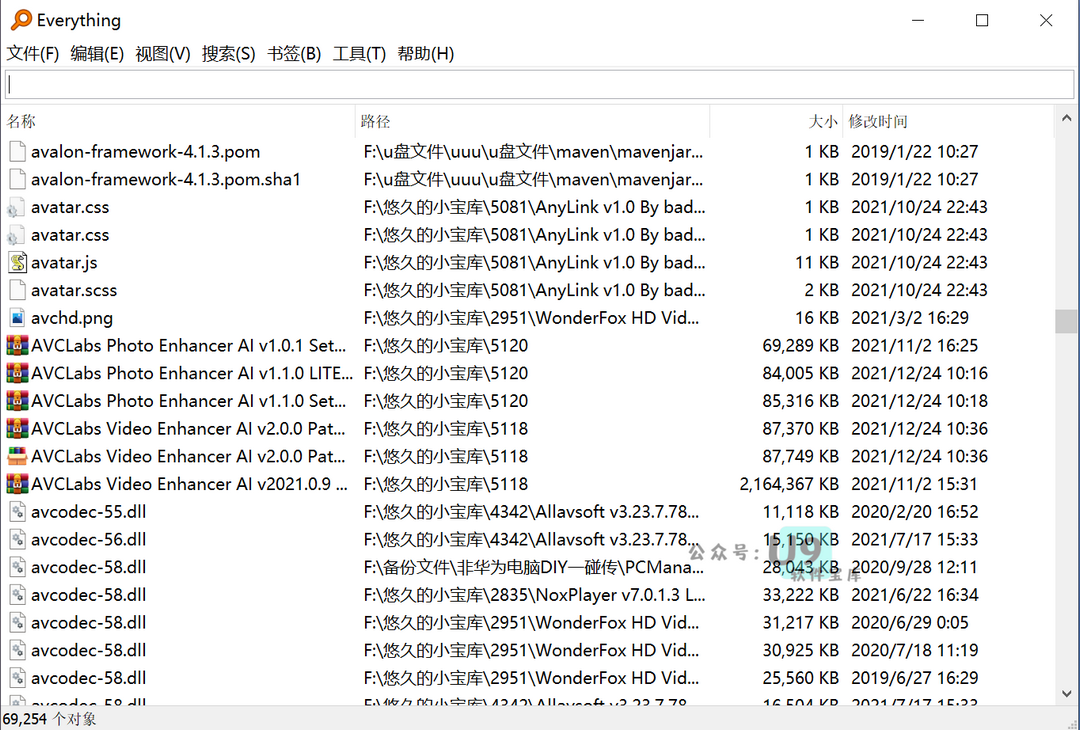 Everything
文件(F) 编辑(E) 视图(V) 搜索(S) 书签(B) 工具(T) 帮助(H)
名称 路径 大小 修改时间
avalon-framework-4.1.3.pom F:\u盘文件\uuu\u盘文件\maven\mavenjar... 1 KB 2019/1/22 10:27
avalon-framework-4.1.3.pom.sha1 F:\u盘文件\uuu\u盘文件\maven\mavenjar... 1 KB 2019/1/22 10:27
avatar.css F:\悠久的小宝库\5081\AnyLink v1.0 By bad... 1 KB 2021/10/24 22:43
avatar.css F:\悠久的小宝库\5081\AnyLink v1.0 By bad... 1 KB 2021/10/24 22:43
avatar.js F:\悠久的小宝库\5081\AnyLink v1.0 By bad... 11 KB 2021/10/24 22:43
avatar.scss F:\悠久的小宝库\5081\AnyLink v1.0 By bad... 2 KB 2021/10/24 22:43
avchd.png F:\悠久的小宝库\2951\WonderFox HD Vid... 16 KB 2021/3/2 16:29
AVCLabs Photo Enhancer AI v1.0.1 Set... F:\悠久的小宝库\5120 69,289 KB 2021/11/2 16:25
AVCLabs Photo Enhancer AI v1.1.0 LITE... F:\悠久的小宝库\5120 84,005 KB 2021/12/24 10:16
AVCLabs Photo Enhancer AI v1.1.0 Set... F:\悠久的小宝库\5120 85,316 KB 2021/12/24 10:18
AVCLabs Video Enhancer AI v2.0.0 Pat... F:\悠久的小宝库\5118 87,370 KB 2021/12/24 10:36
AVCLabs Video Enhancer AI v2.0.0 Pat... F:\悠久的小宝库\5118 87,749 KB 2021/12/24 10:36
AVCLabs Video Enhancer AI v2021.0.9 ... F:\悠久的小宝库\5118 2,164,367 KB 2021/11/2 15:31
avcodec-55.dll F:\悠久的小宝库\4342\Allavsoft v3.23.7.78... 11,118 KB 2020/2/20 16:52
avcodec-56.dll F:\悠久的小宝库\4342\Allavsoft v3.23.7.78... 15,150 KB 2021/7/17 15:33
公众号: U9
软件宝库
avcodec-58.dll F:\备份文件\非华为电脑DIY一碰传\PCMana... 28,043 KB 2020/9/28 12:11
avcodec-58.dll F:\悠久的小宝库\2835\NoxPlayer v7.0.1.3 L... 33,222 KB 2021/6/22 16:34
avcodec-58.dll F:\悠久的小宝库\2951\WonderFox HD Vid... 31,217 KB 2020/6/29 0:05
avcodec-58.dll F:\悠久的小宝库\2951\WonderFox HD Vid... 30,925 KB 2020/7/18 11:19
avcodec-58.dll F:\悠久的小宝库\2951\WonderFox HD Vid... 25,560 KB 2019/6/27 16:29
avcodec-58.dll F:\悠久的小宝库\4342\Allavsoft v3.23.7.78... 16,504 KB 2021/7/17 15:33
69,254 个对象